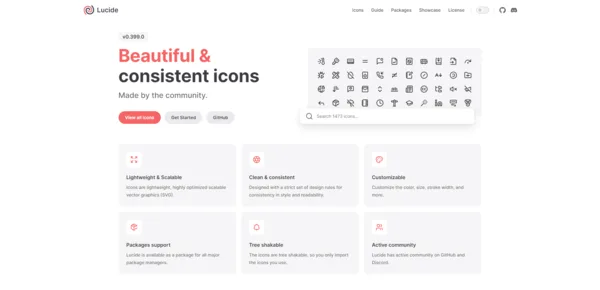 Lucide
Icons
Guide
Packages
Showcase
License
v0.399.0
Beautiful &
consistent icons
Made by the community.
View all icons
Get Started
GitHub
Search 1473 icons...
Lightweight & Scalable
Icons are lightweight, highly optimized scalable
vector graphics (SVG).
Clean & consistent
Designed with a strict set of design rules for
consistency in style and readability.
Customizable
Customize the color, size, stroke width, and
more.
Packages support
Lucide is available as a package for all major
package managers.
Tree shakable
The icons are tree shakable, so you only import
the icons you use.
Active community
Lucide has active community on GitHub and
Discord.